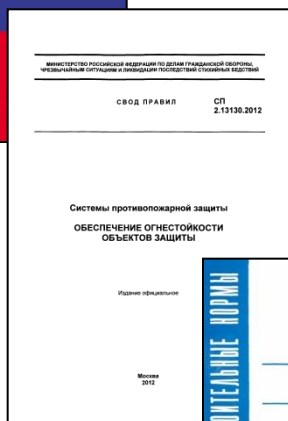 МИНИСТЕРСТВО РОССИЙСКОЙ ФЕДЕРАЦИИ ПО ДЕЛАМ ГРАЖДАНСКОЙ ОБОРОНЫ,
ЧРЕЗВЫЧАЙНЫМ СИТУАЦИЯМ И ЛИКВИДАЦИИ ПОСЛЕДСТВИЙ СТИХИЙНЫХ БЕДСТВИЙ
СВОД ПРАВИЛ
СП
2.13130.2012
Системы противопожарной защиты
ОБЕСПЕЧЕНИЕ ОГНЕСТОЙКОСТИ
ОБЪЕКТОВ ЗАЩИТЫ
Издание официальное
Москва
2012
ИТЕЛЬНЫЕ НОРМЫ